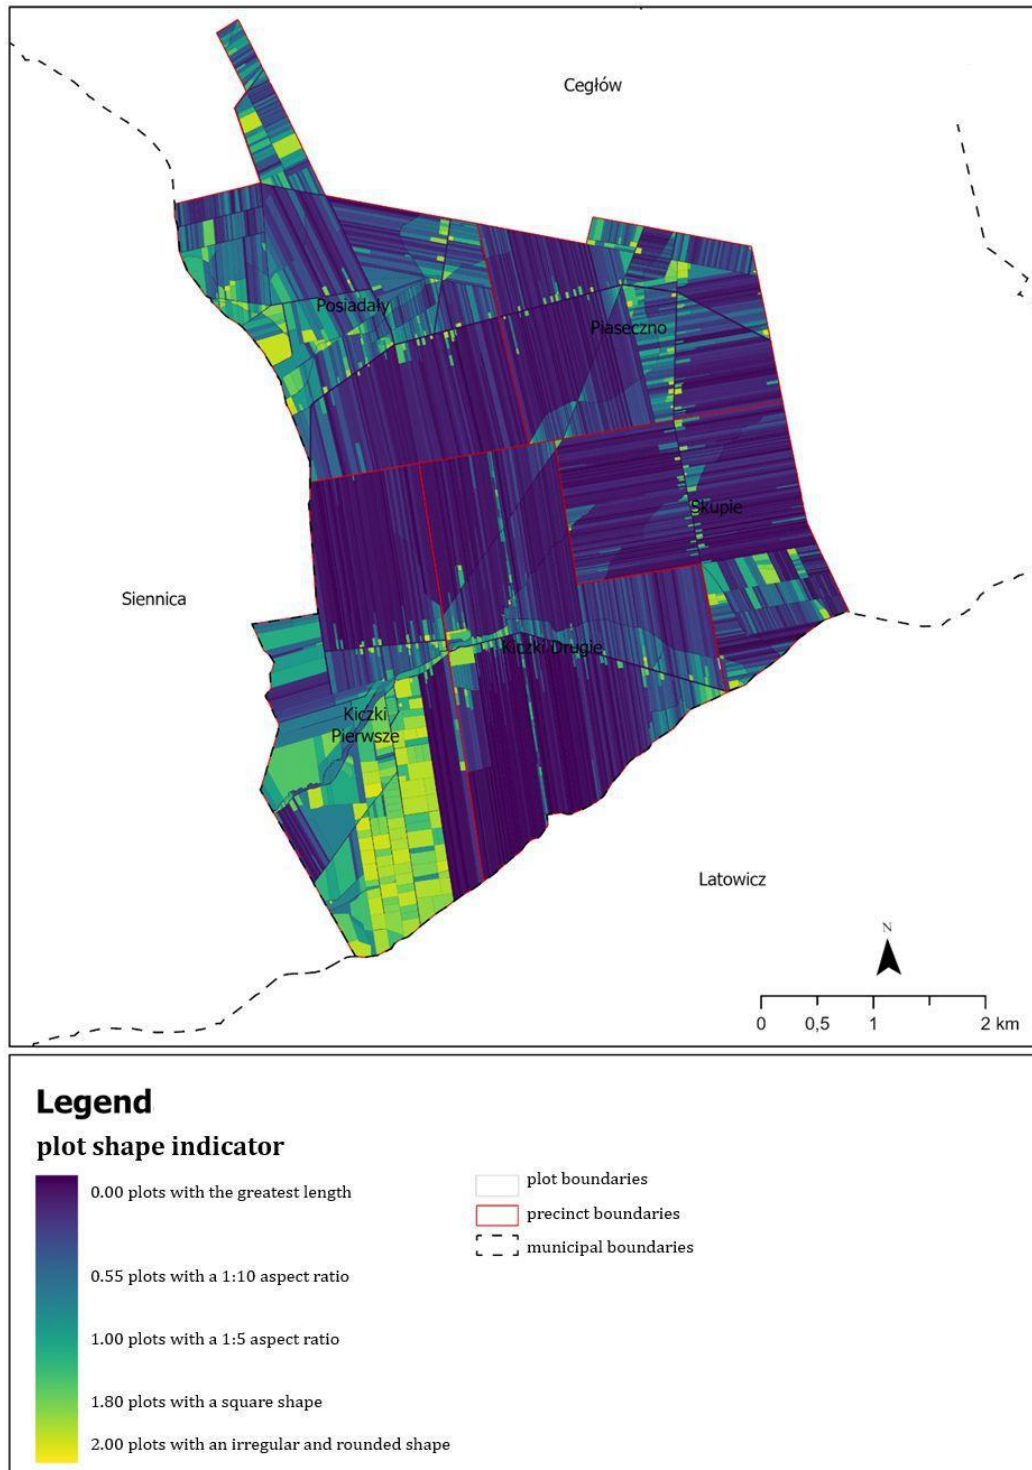 Cegłów
Posiadały
Piaseczno
Skupie
Siennica
Kiczki Drugie
Kiczki
Pierwsze
Latowicz
N
0 0,5 1 2 km
Legend
plot shape indicator
0.00 plots with the greatest length
0.55 plots with a 1:10 aspect ratio
1.00 plots with a 1:5 aspect ratio
1.80 plots with a square shape
2.00 plots with an irregular and rounded shape
plot boundaries
precinct boundaries
municipal boundaries